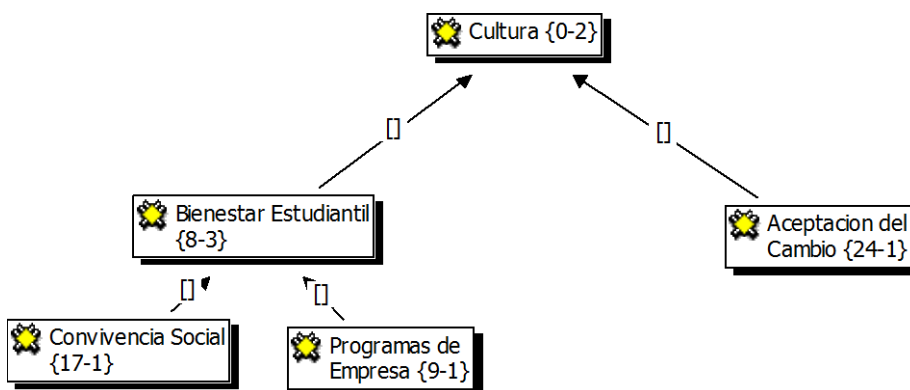 Cultura {0-2}
[]
[]
Bienestar Estudiantil
{8-3}
Aceptacion del
Cambio {24-1}
[]
[]
Convivencia Social
{17-1}
Programas de
Empresa {9-1}